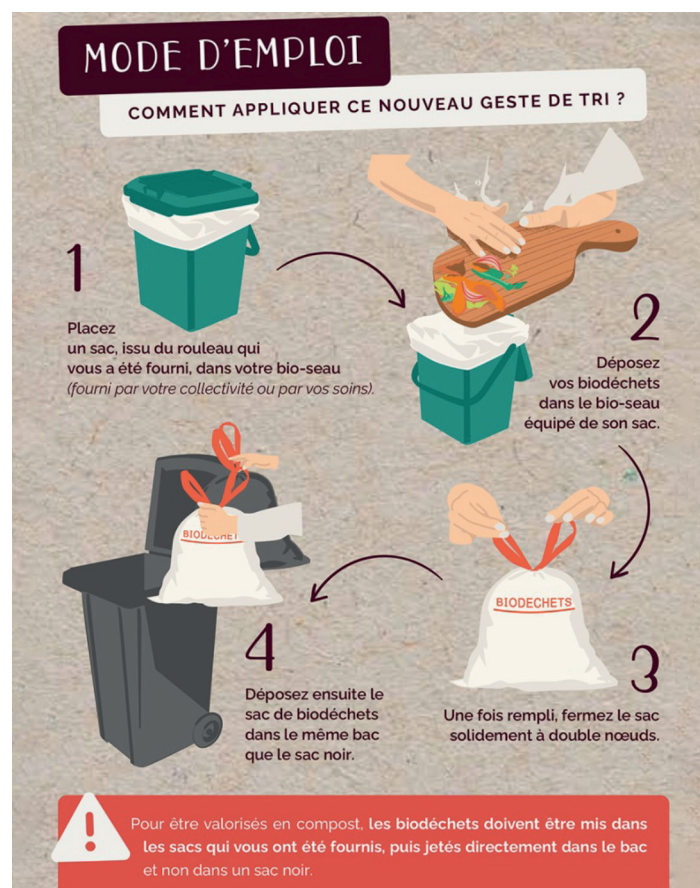 MODE D'EMPLOI
COMMENT APPLIQUER CE NOUVEAU GESTE DE TRI ?
1
Placez
un sac, issu du rouleau qui
vous a été fourni, dans votre bio-seau
(fourni par votre collectivité ou par vos soins).
2
Déposez
vos biodéchets
dans le bio-seau
équipé de son sac.
BIODECHETS
3
Une fois rempli, fermez le sac
solidement à double nœuds.
BIODECHET
4
Déposez ensuite le
sac de biodéchets
dans le même bac
que le sac noir.
!
Pour être valorisés en compost, les biodéchets doivent être mis dans
les sacs qui vous ont été fournis, puis jetés directement dans le bac
et non dans un sac noir.